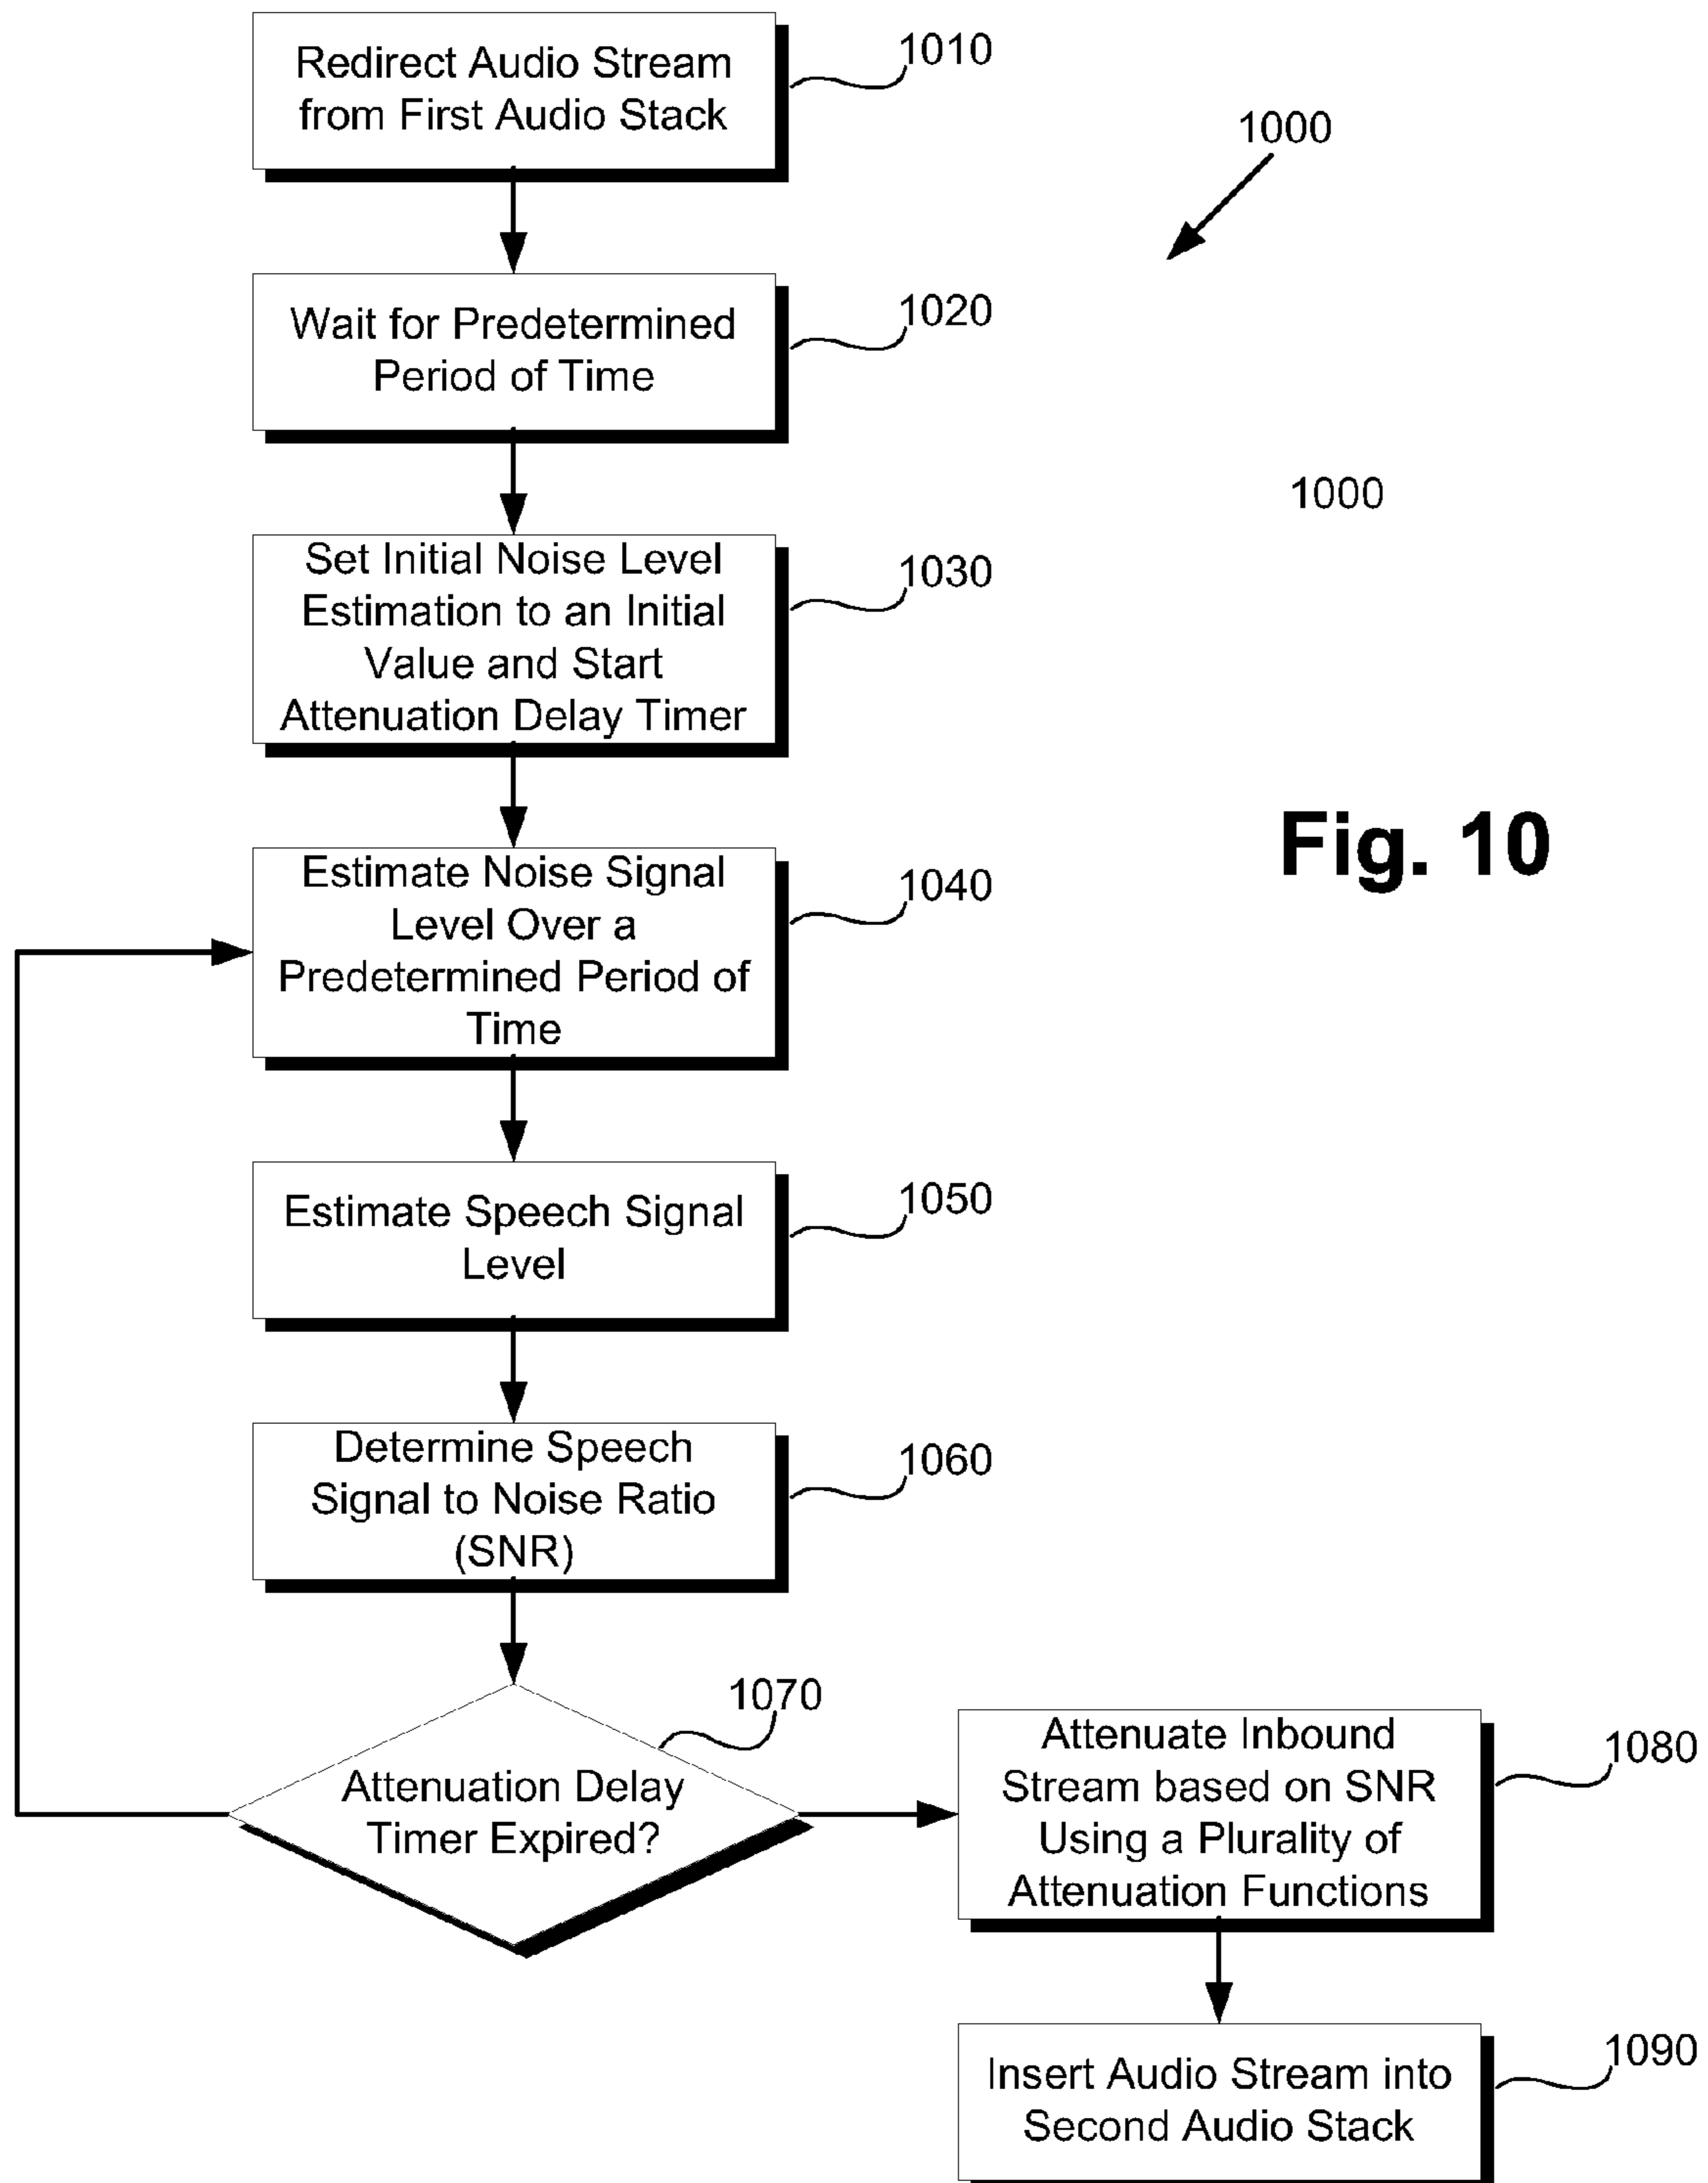 Redirect Audio Stream
from First Audio Stack
1010
1000
Wait for Predetermined
Period of Time
1020
1000
Set Initial Noise Level
Estimation to an Initial
Value and Start
Attenuation Delay Timer
1030
Fig. 10
Estimate Noise Signal
Level Over a
Predetermined Period of
Time
1040
Estimate Speech Signal
Level
1050
Determine Speech
Signal to Noise Ratio
(SNR)
1060
Attenuation Delay
Timer Expired?
1070
Attenuate Inbound
Stream based on SNR
Using a Plurality of
Attenuation Functions
1080
Insert Audio Stream into
Second Audio Stack
1090